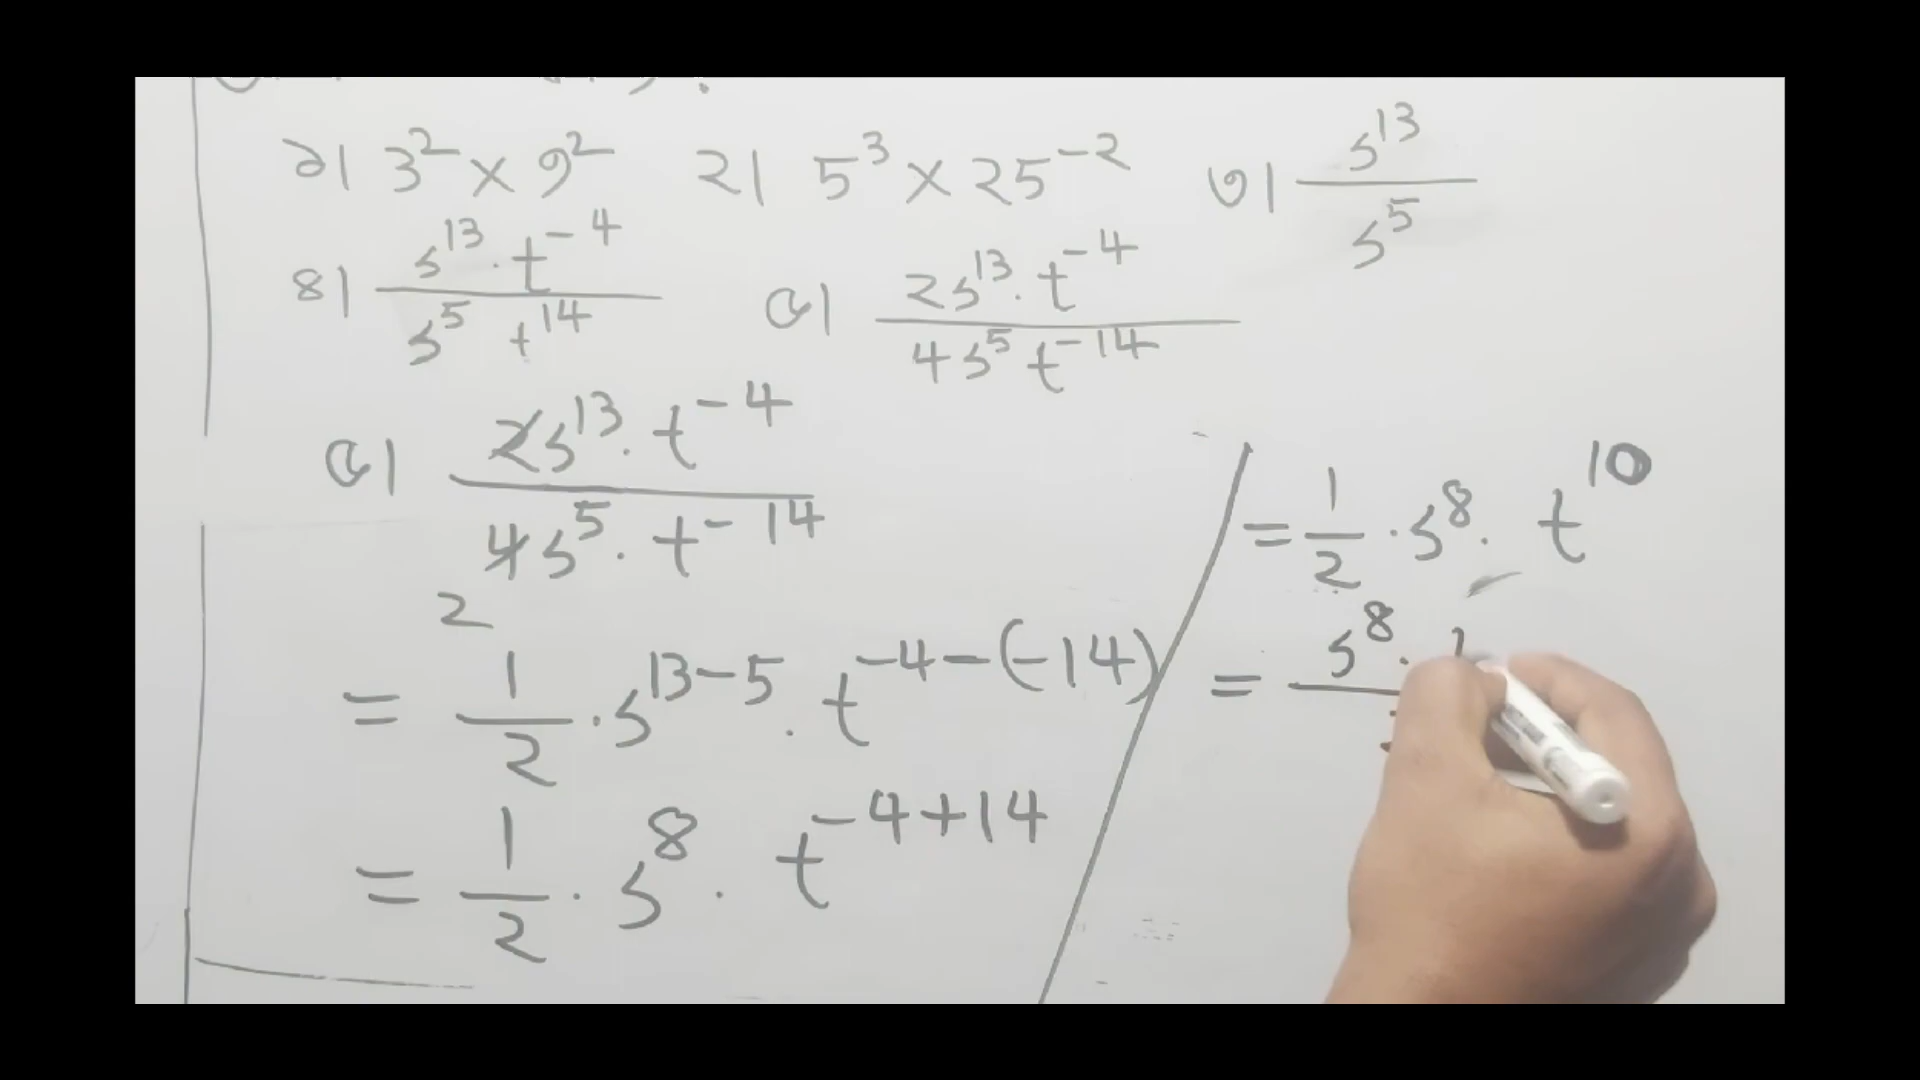 ১| 3² × 9² ২| 5³ × 25⁻² ৩| s¹³ / s⁵
৪| s¹³ · t⁻⁴ / s⁵ t¹⁴ ৫| 2s¹³ · t⁻⁴ / 4s⁵ t⁻¹⁴
৫| 2s¹³ · t⁻⁴ / 4s⁵ · t⁻¹⁴
2
= 1/2 · s¹³⁻⁵ · t⁻⁴⁻⁽⁻¹⁴⁾
= 1/2 · s⁸ · t⁻⁴⁺¹⁴
= 1/2 · s⁸ · t¹⁰
= s⁸ ·